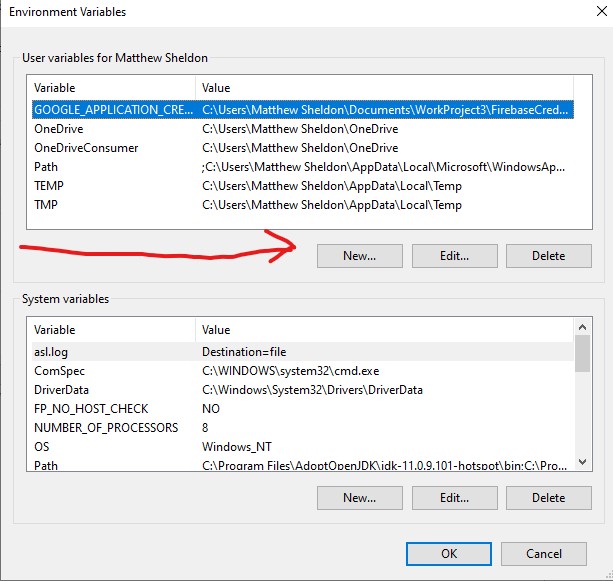 Environment Variables
User variables for Matthew Sheldon
Variable Value
GOOGLE_APPLICATION_CRE... C:\Users\Matthew Sheldon\Documents\WorkProject3\FirebaseCred...
OneDrive C:\Users\Matthew Sheldon\OneDrive
OneDriveConsumer C:\Users\Matthew Sheldon\OneDrive
Path ;C:\Users\Matthew Sheldon\AppData\Local\Microsoft\WindowsAp...
TEMP C:\Users\Matthew Sheldon\AppData\Local\Temp
TMP C:\Users\Matthew Sheldon\AppData\Local\Temp
New... Edit... Delete
System variables
Variable Value
asl.log Destination=file
ComSpec C:\WINDOWS\system32\cmd.exe
DriverData C:\Windows\System32\Drivers\DriverData
FP_NO_HOST_CHECK NO
NUMBER_OF_PROCESSORS 8
OS Windows_NT
Path C:\Program Files\AdoptOpenJDK\jdk-11.0.9.101-hotspot\bin;C:\Pro...
New... Edit... Delete
OK Cancel